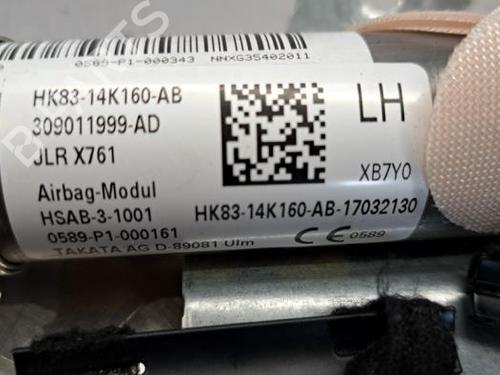 0589-P1-000343 NNXG35402011
HK83-14K160-AB
309011999-AD
JLR X761
LH
XB7Y0
Airbag-Modul
HSAB-3-1001
HK83-14K160-AB-17032130
0589-P1-000161
CE 0589
TAKATA AG D-89081 Ulm